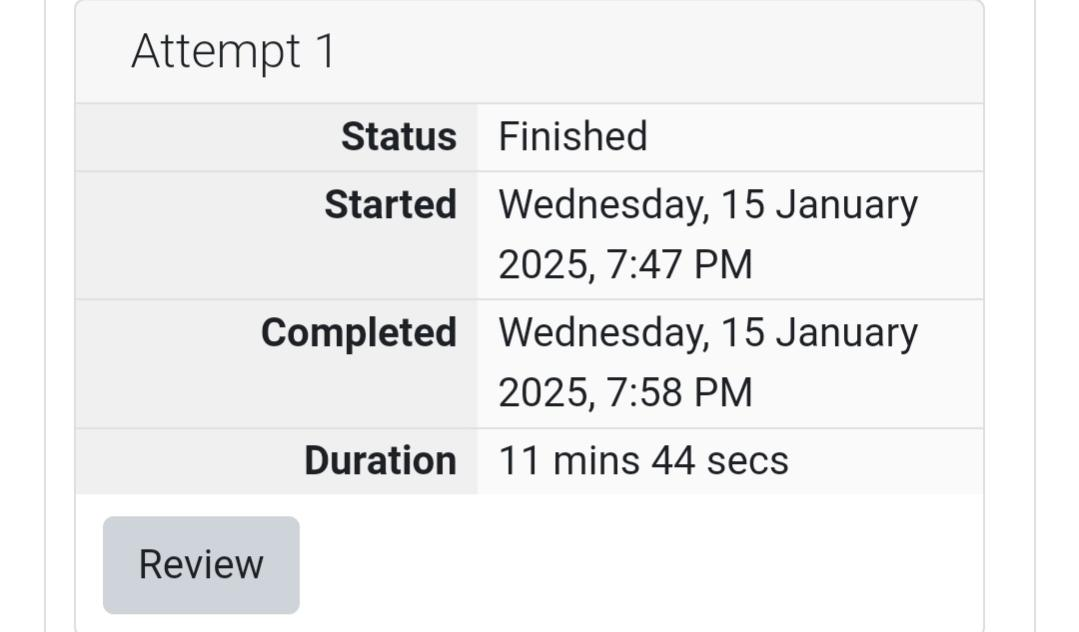 Attempt 1
Status Finished
Started Wednesday, 15 January
2025, 7:47 PM
Completed Wednesday, 15 January
2025, 7:58 PM
Duration 11 mins 44 secs
Review